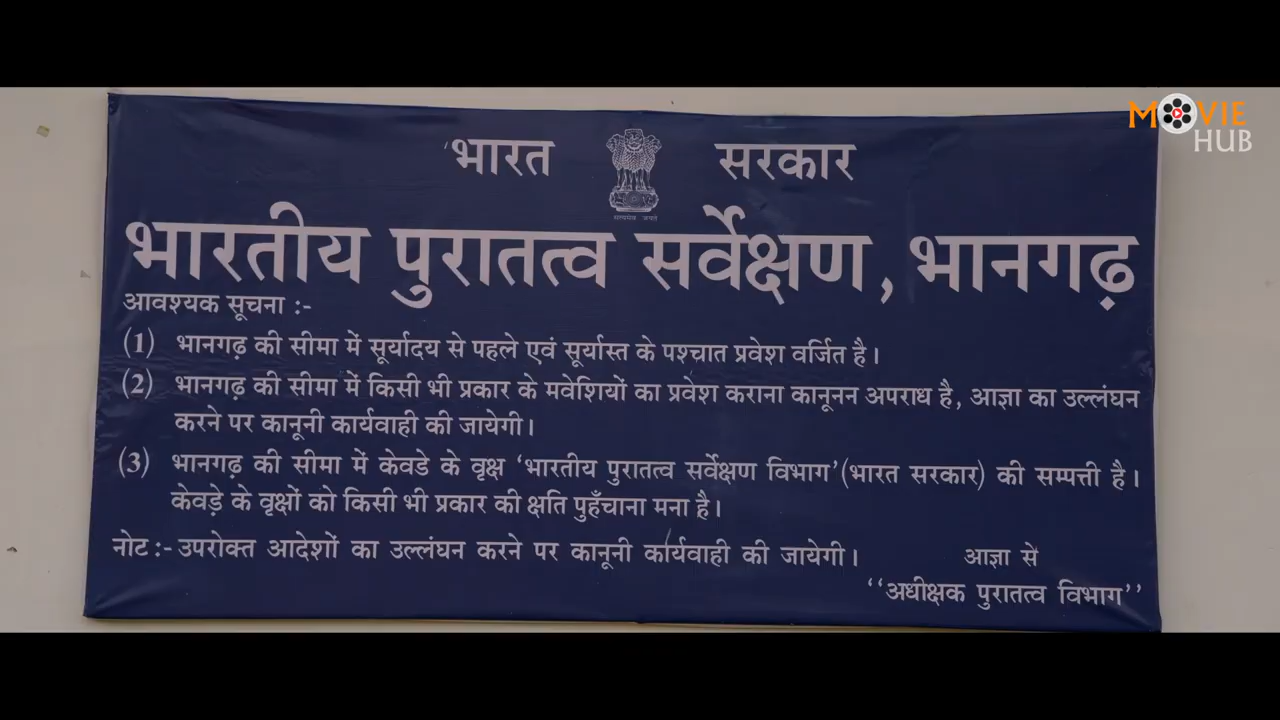 MOVIE
HUB
भारत सरकार
सत्यमेव जयते
भारतीय पुरातत्व सर्वेक्षण, भानगढ़
आवश्यक सूचना :-
(1) भानगढ़ की सीमा में सूर्योदय से पहले एवं सूर्यास्त के पश्चात प्रवेश वर्जित है।
(2) भानगढ़ की सीमा में किसी भी प्रकार के मवेशियों का प्रवेश कराना कानूनन अपराध है, आज्ञा का उल्लंघन
करने पर कानूनी कार्यवाही की जायेगी।
(3) भानगढ़ की सीमा में केवडे के वृक्ष 'भारतीय पुरातत्व सर्वेक्षण विभाग' (भारत सरकार) की सम्पत्ती है।
केवड़े के वृक्षों को किसी भी प्रकार की क्षति पुहँचाना मना है।
नोट :- उपरोक्त आदेशों का उल्लंघन करने पर कानूनी कार्यवाही की जायेगी।
आज्ञा से
‘‘अधीक्षक पुरातत्व विभाग’’